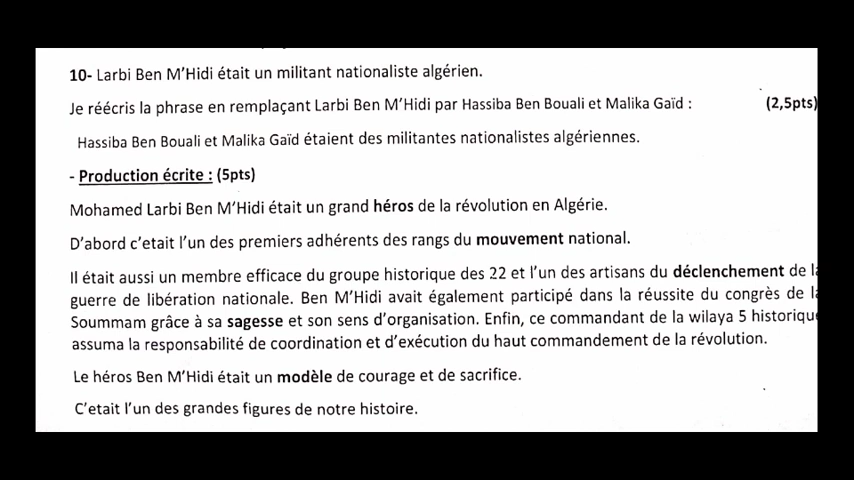 10- Larbi Ben M'Hidi était un militant nationaliste algérien.
Je réécris la phrase en remplaçant Larbi Ben M'Hidi par Hassiba Ben Bouali et Malika Gaïd : (2,5pts)
Hassiba Ben Bouali et Malika Gaïd étaient des militantes nationalistes algériennes.
- Production écrite : (5pts)
Mohamed Larbi Ben M'Hidi était un grand héros de la révolution en Algérie.
D'abord c'etait l'un des premiers adhérents des rangs du mouvement national.
Il était aussi un membre efficace du groupe historique des 22 et l'un des artisans du déclenchement de la
guerre de libération nationale. Ben M'Hidi avait également participé dans la réussite du congrès de la
Soummam grâce à sa sagesse et son sens d'organisation. Enfin, ce commandant de la wilaya 5 historique
assuma la responsabilité de coordination et d'exécution du haut commandement de la révolution.
Le héros Ben M'Hidi était un modèle de courage et de sacrifice.
C'etait l'un des grandes figures de notre histoire.